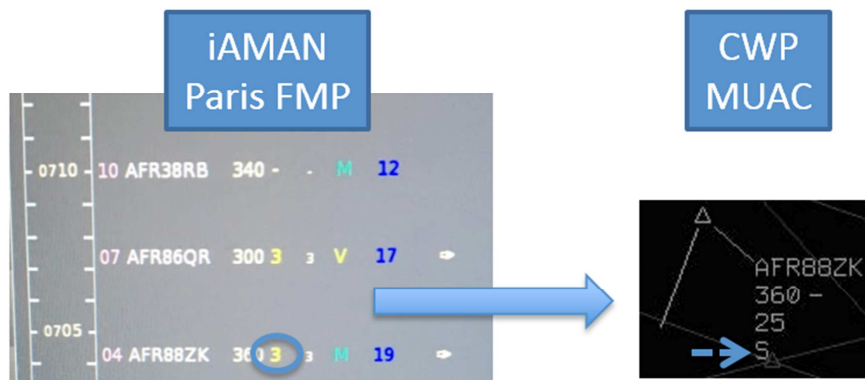 iAMAN
Paris FMP
CWP
MUAC
0710 10 AFR38RB 340 - - M 12
07 AFR86QR 300 3 3 V 17
0705
04 AFR88ZK 360 3 3 M 19
AFR88ZK
360 -
25
S